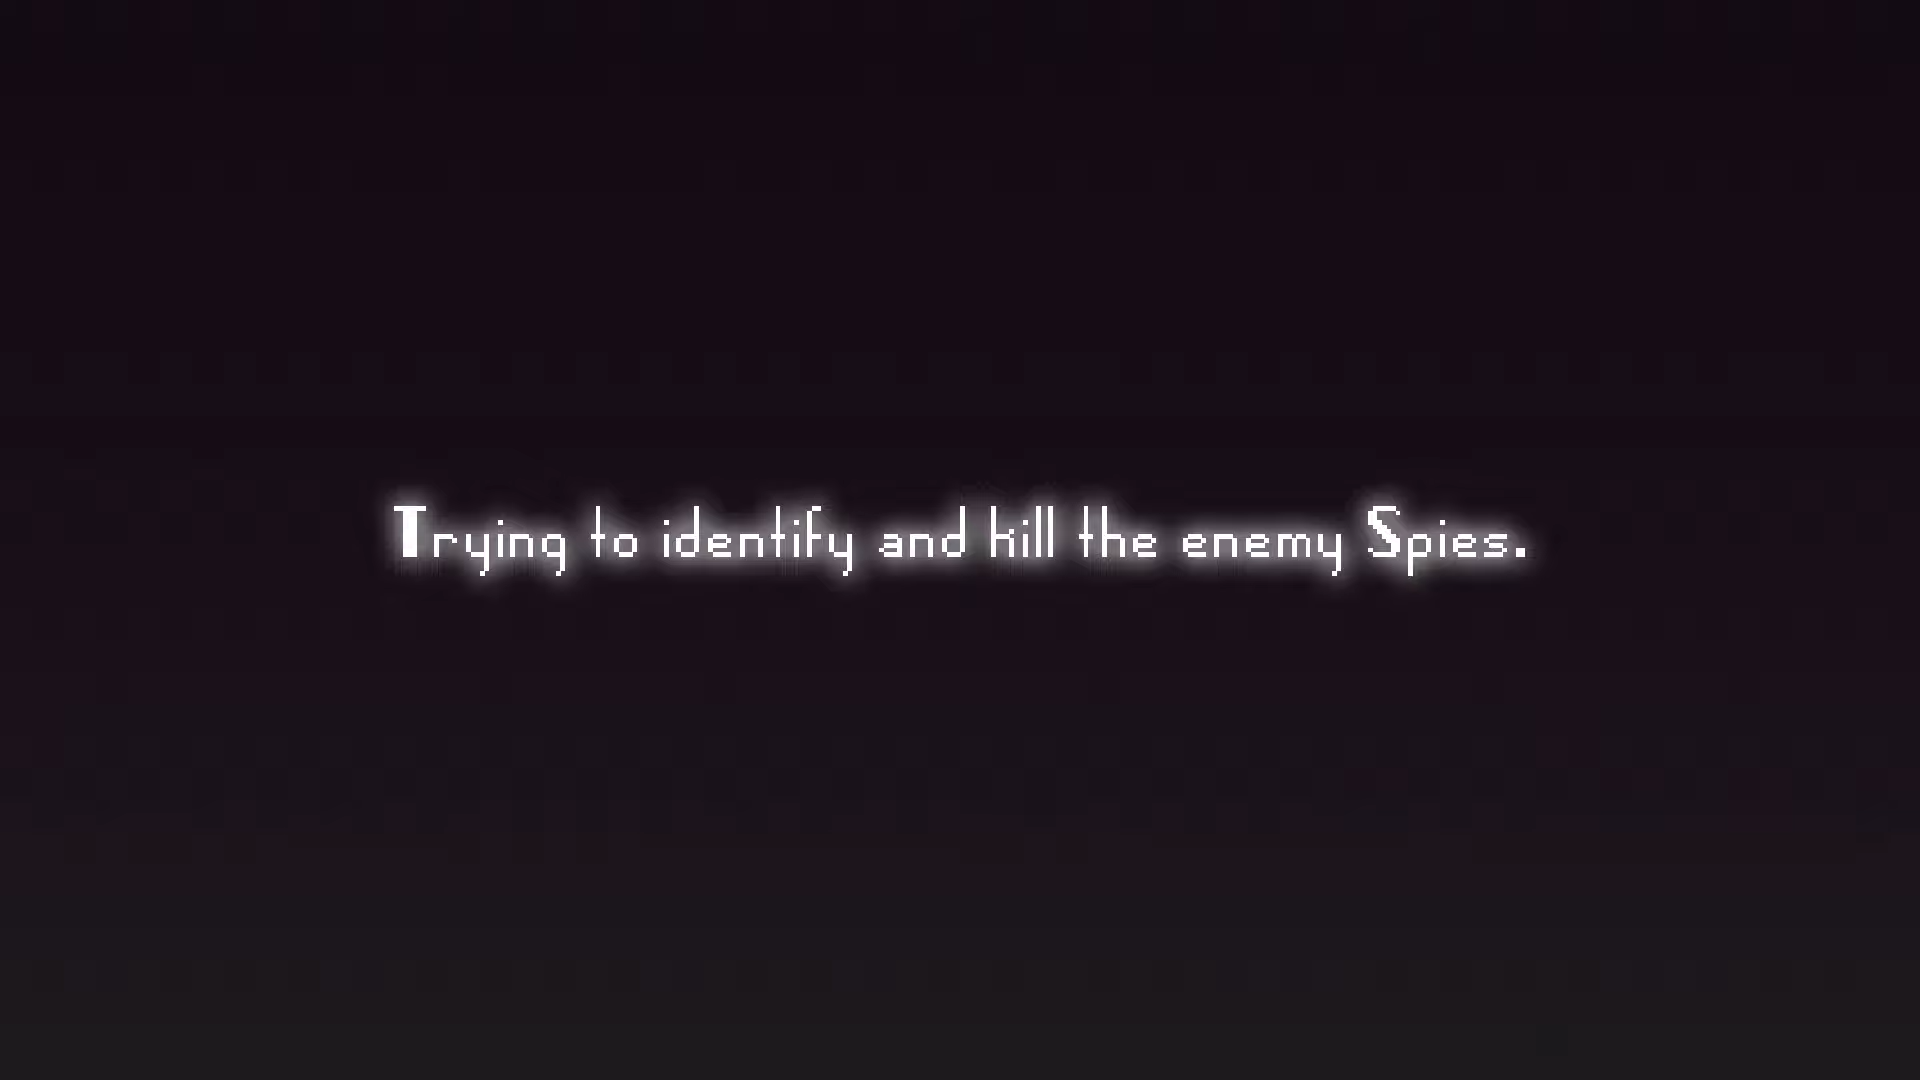 Trying to identify and kill the enemy Spies.